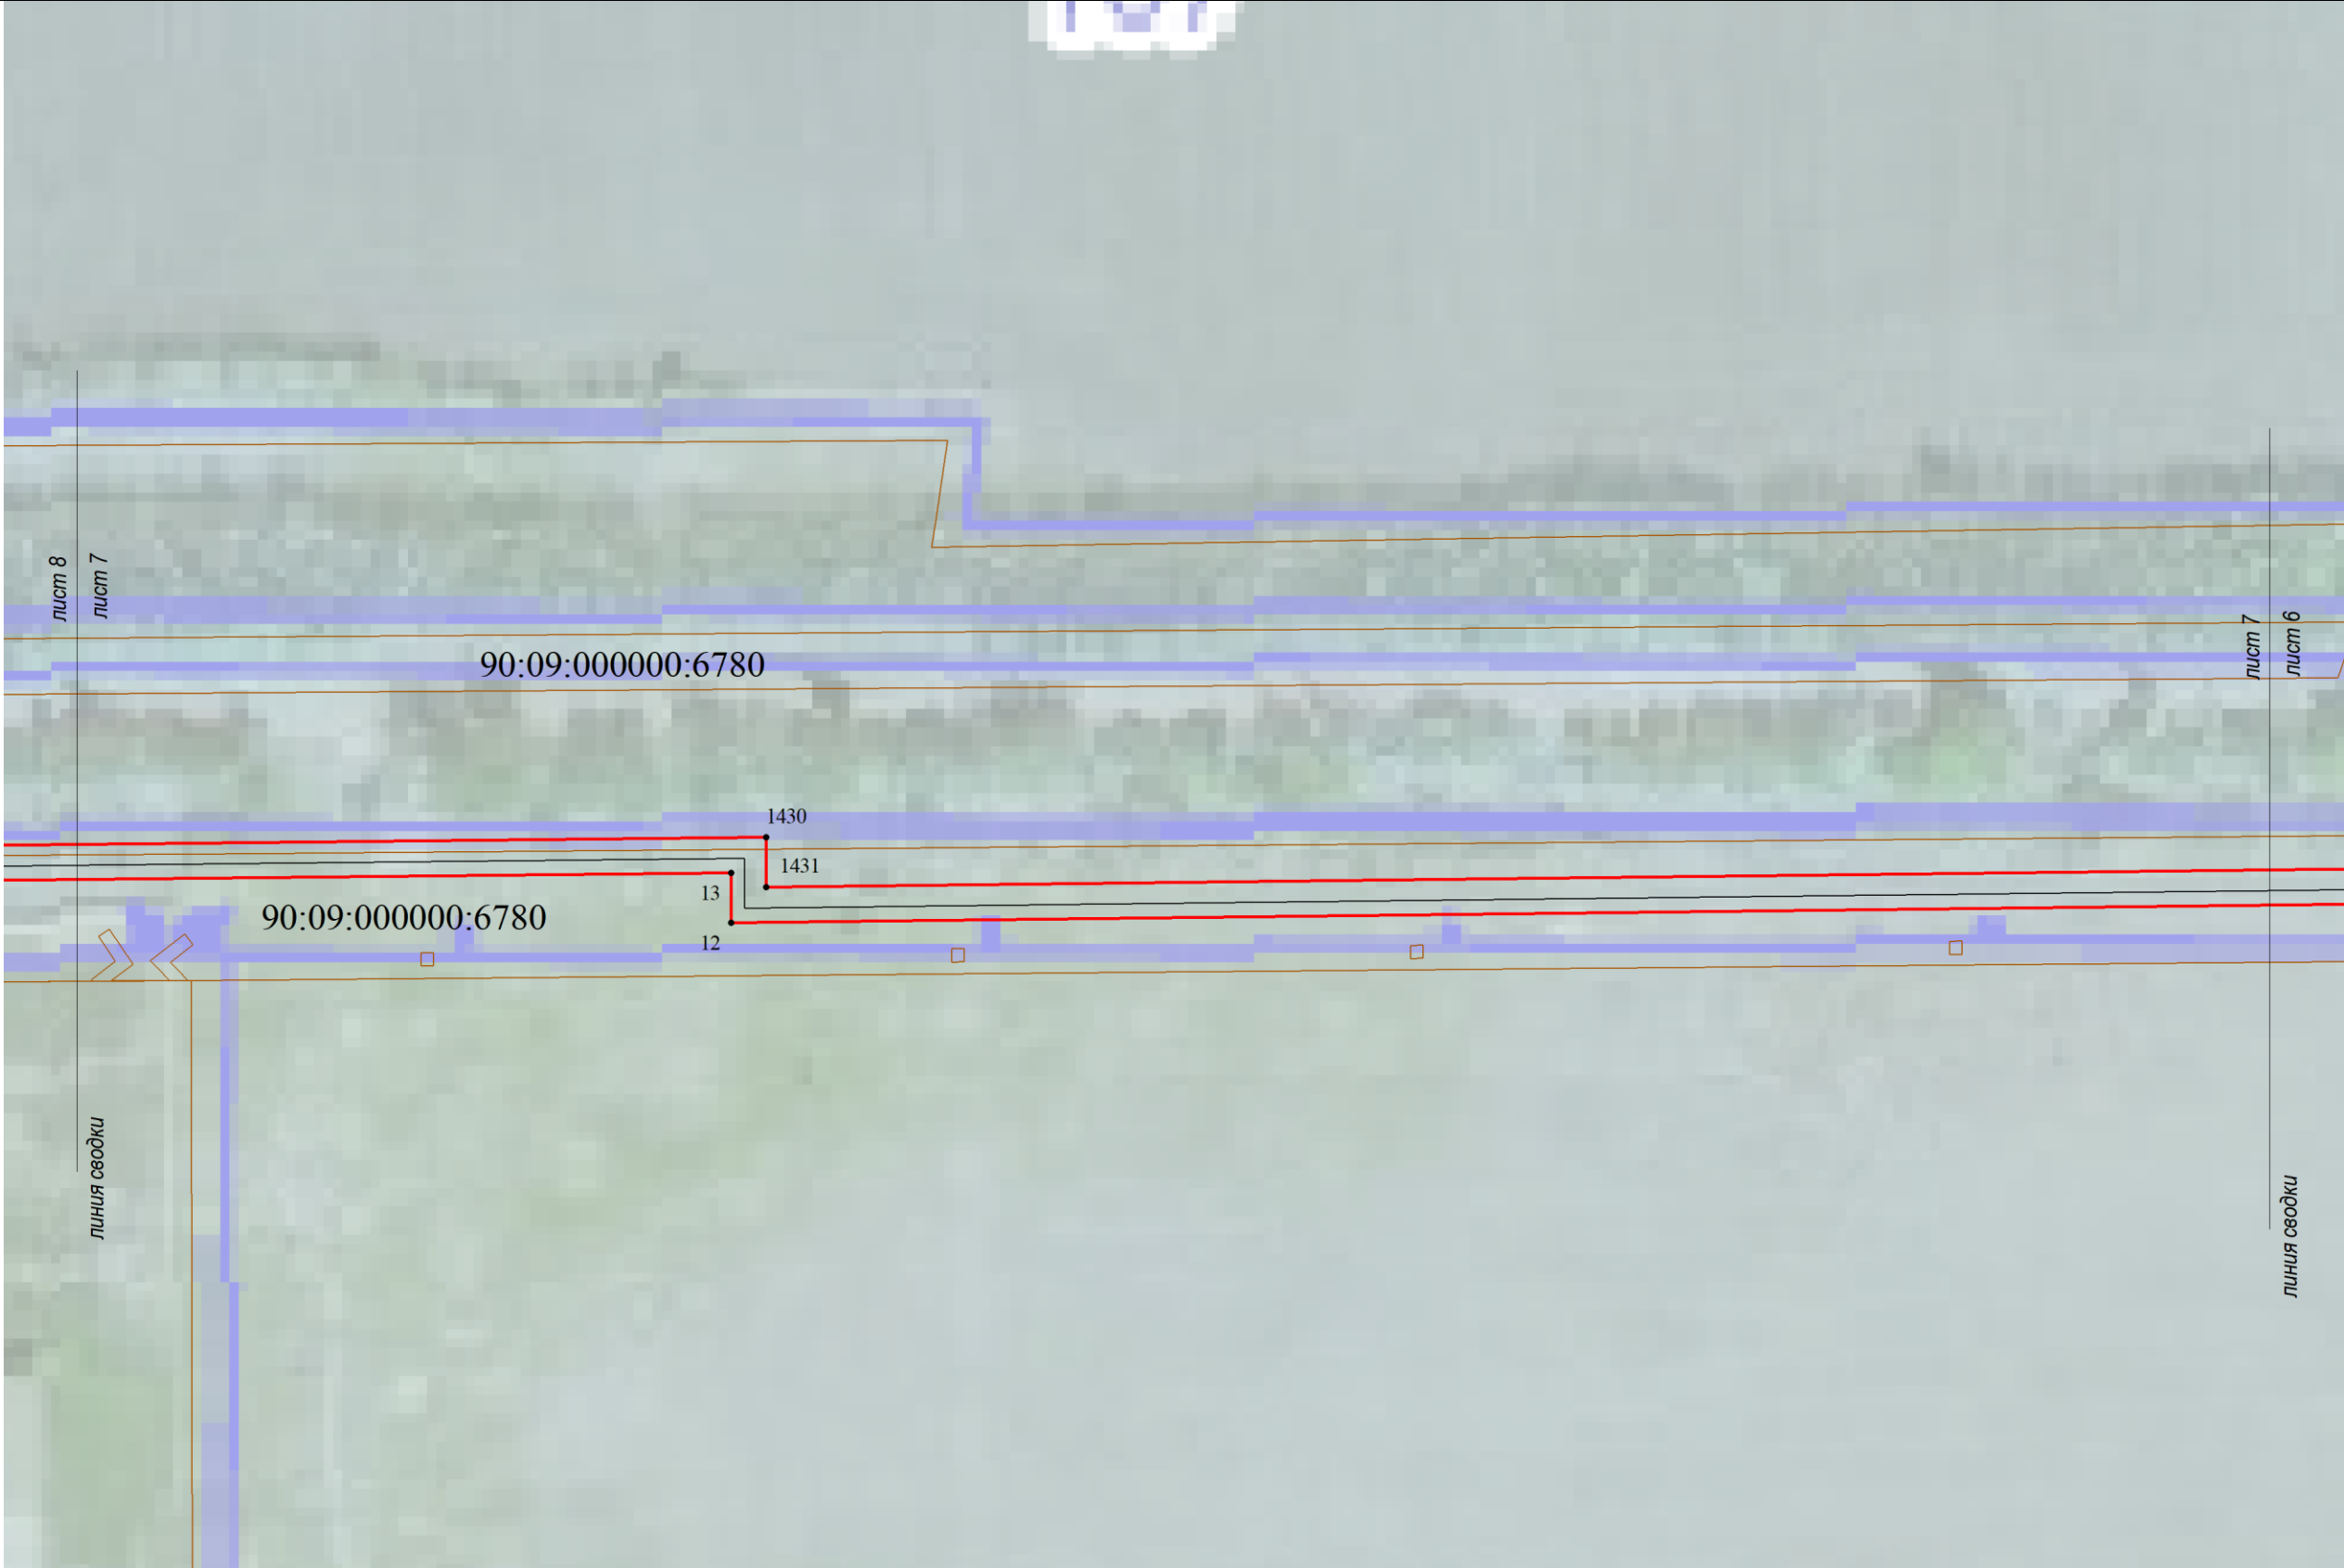 лист 8
лист 7
лист 7
лист 6
90:09:000000:6780
1430
1431
13
90:09:000000:6780
12
линия сводки
линия сводки